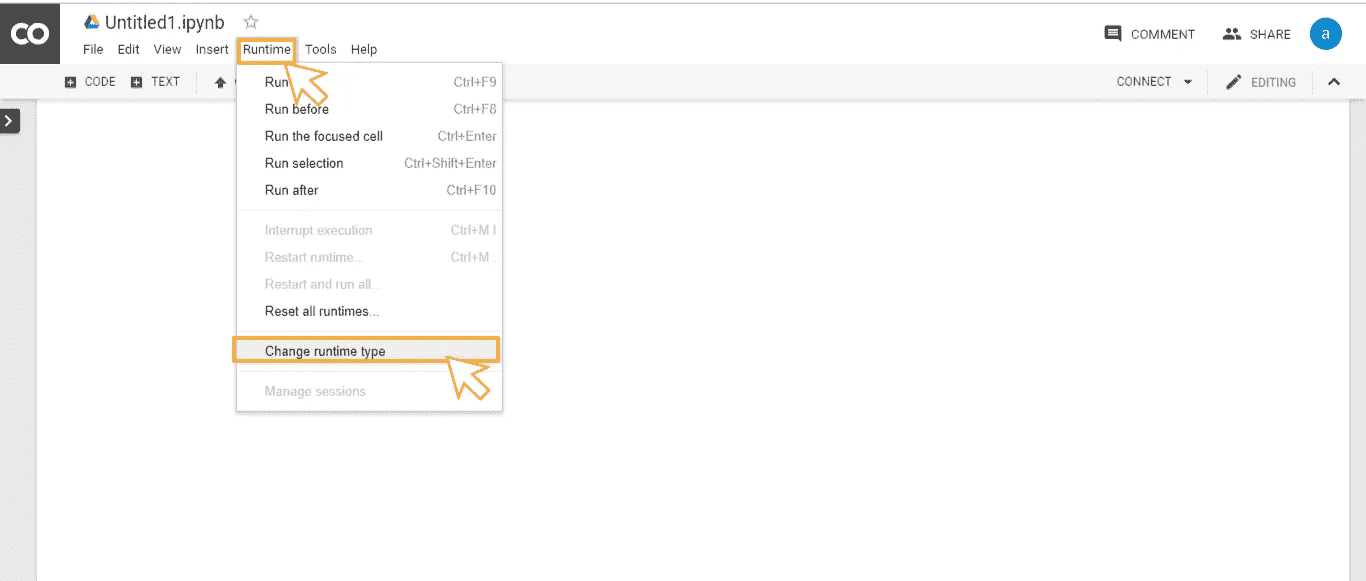 CO
Untitled1.ipynb
File Edit View Insert Runtime Tools Help
COMMENT SHARE a
CODE TEXT
CONNECT EDITING
Run Ctrl+F9
Run before Ctrl+F8
Run the focused cell Ctrl+Enter
Run selection Ctrl+Shift+Enter
Run after Ctrl+F10
Interrupt execution Ctrl+M I
Restart runtime... Ctrl+M .
Restart and run all...
Reset all runtimes...
Change runtime type
Manage sessions